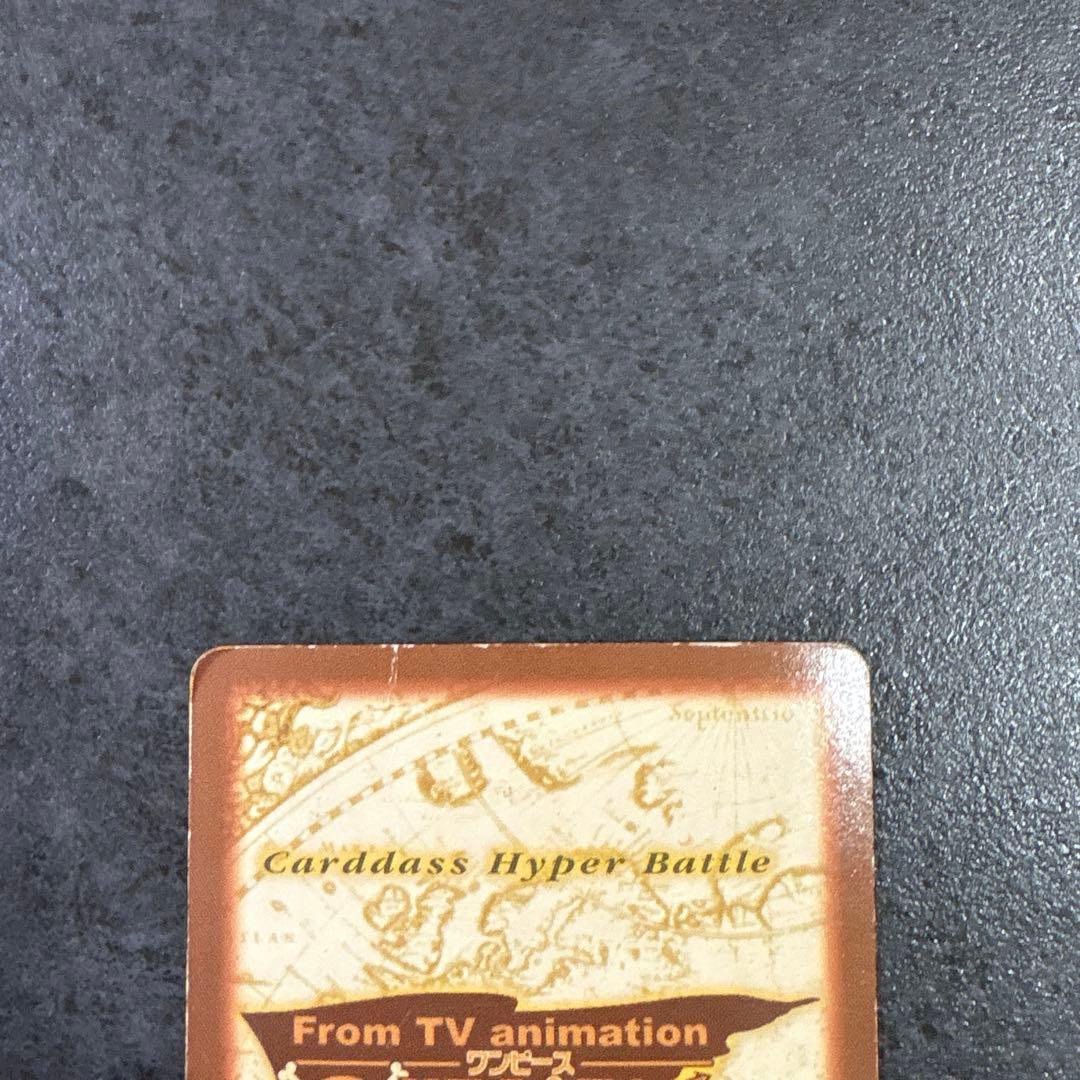 Septentrio
Carddass Hyper Battle
From TV animation
ワンピース